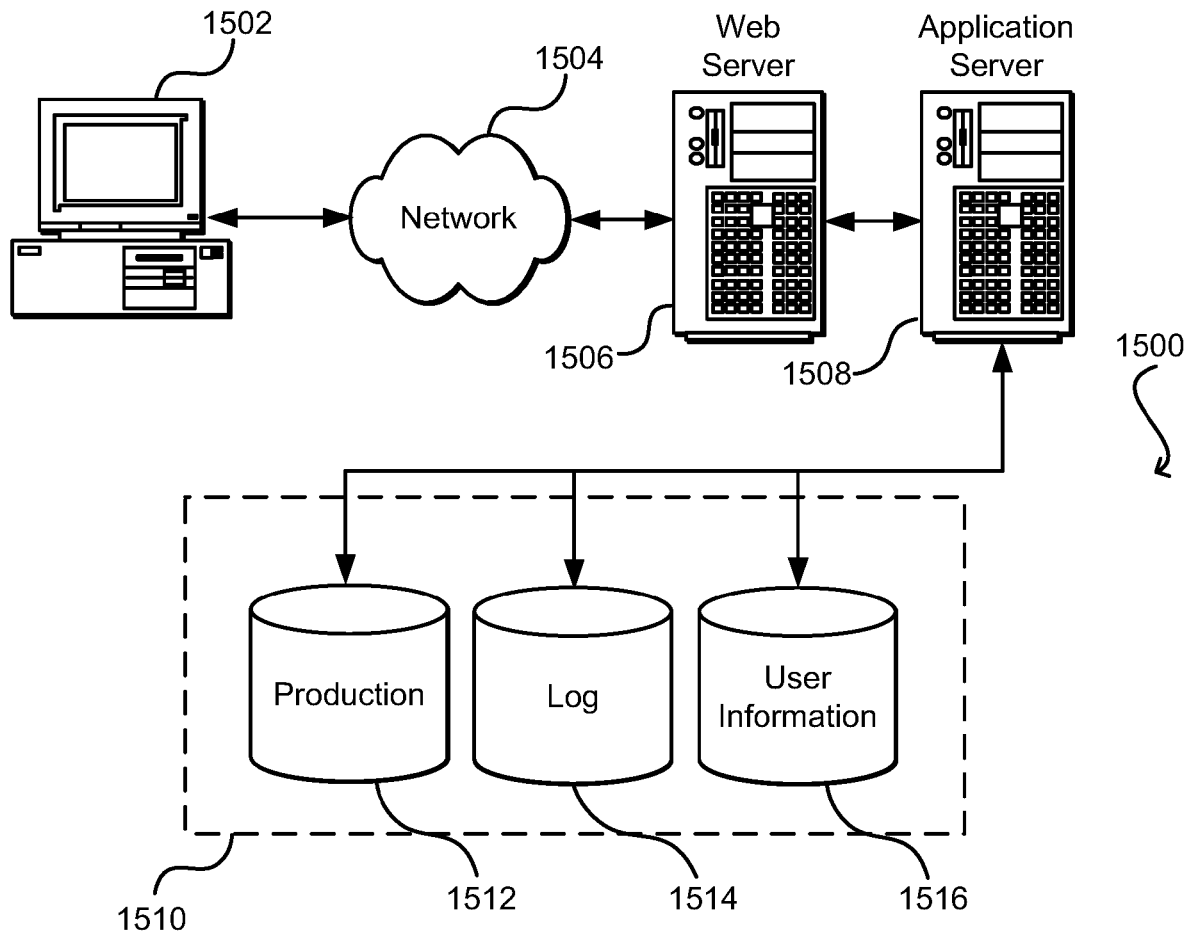 1502
1504
Web
Server
Application
Server
Network
1506
1508
1500
Production
Log
User
Information
1510
1512
1514
1516